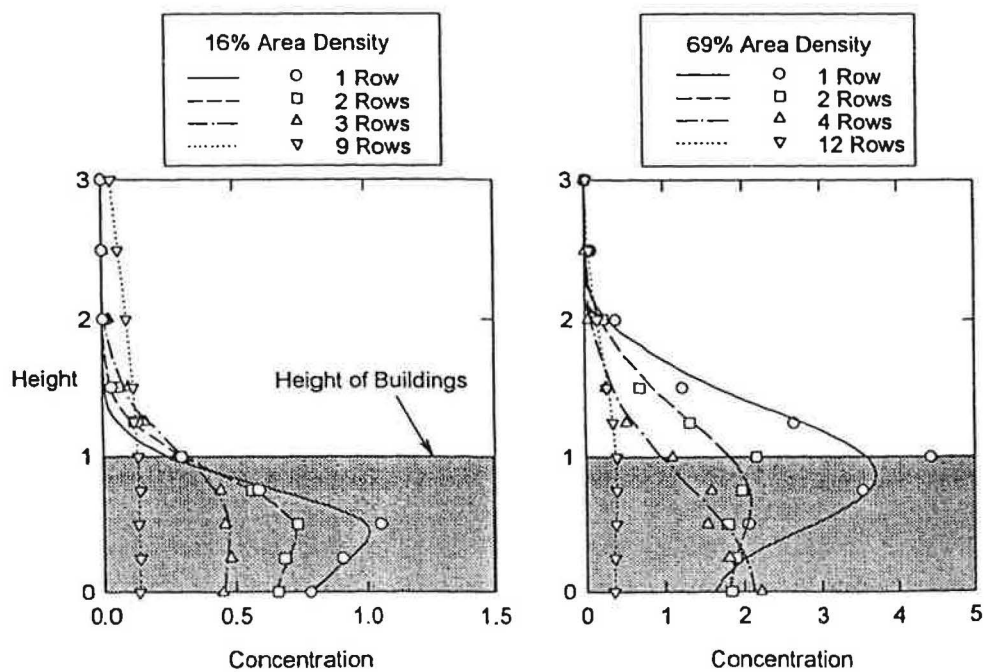 16% Area Density
1 Row
2 Rows
3 Rows
9 Rows
69% Area Density
1 Row
2 Rows
4 Rows
12 Rows
3
2
1
0
Height
Height of Buildings
0.0 0.5 1.0 1.5
Concentration
3
2
1
0
0 1 2 3 4 5
Concentration